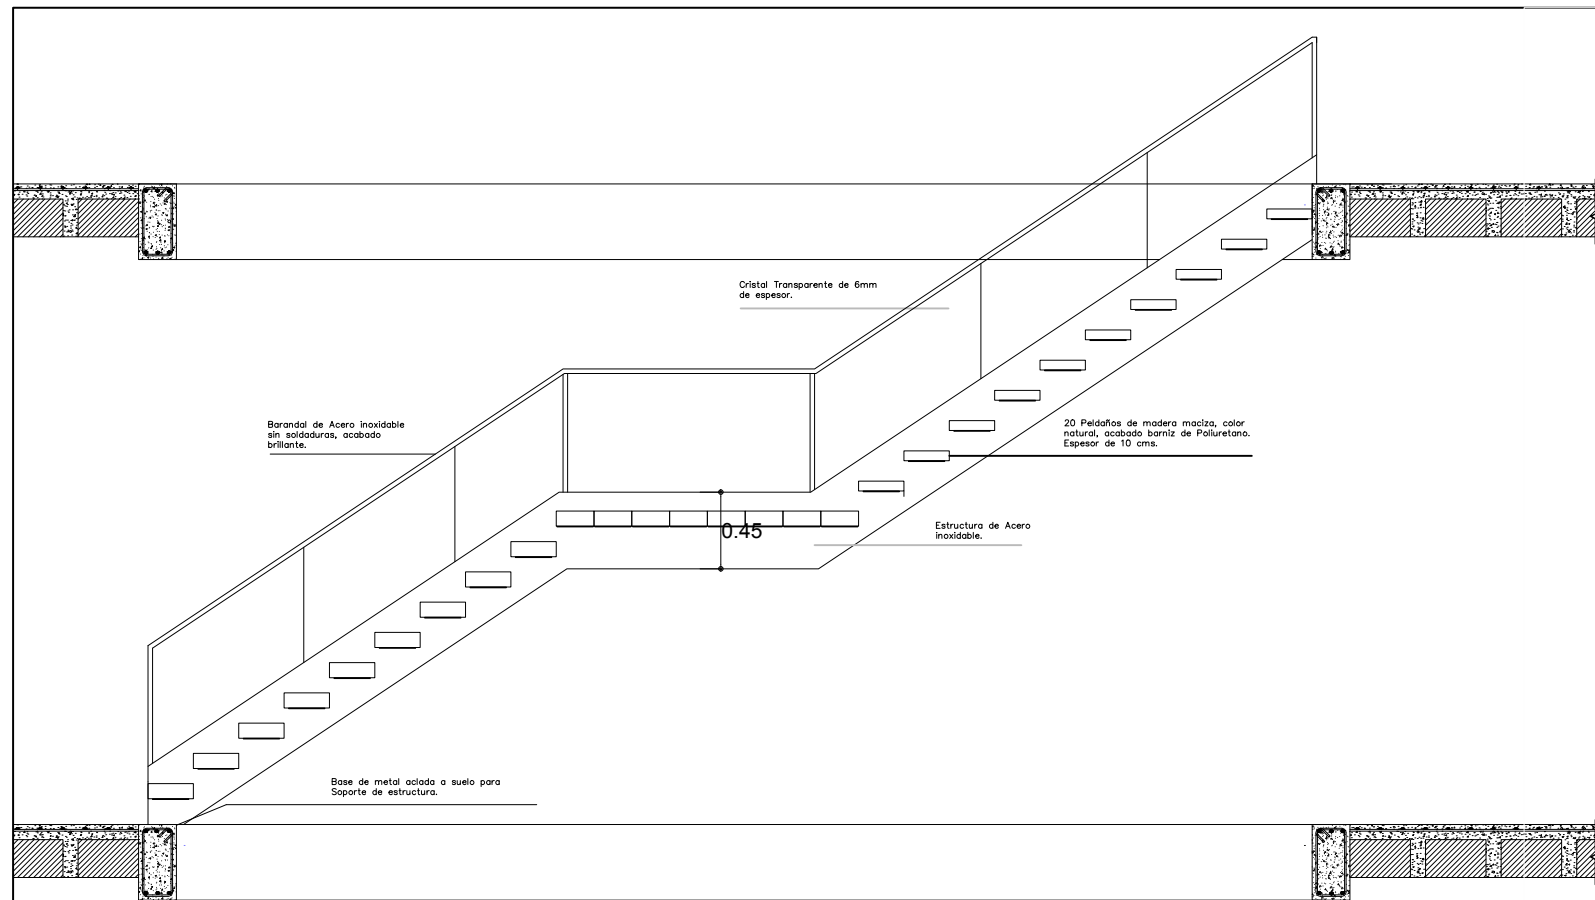 Cristal Transparente de 6mm
de espesor.
Barandal de Acero inoxidable
sin soldaduras, acabado
brillante.
20 Peldaños de madera maciza, color
natural, acabado barniz de Poliuretano.
Espesor de 10 cms.
0.45
Estructura de Acero
inoxidable.
Base de metal aclada a suelo para
Soporte de estructura.